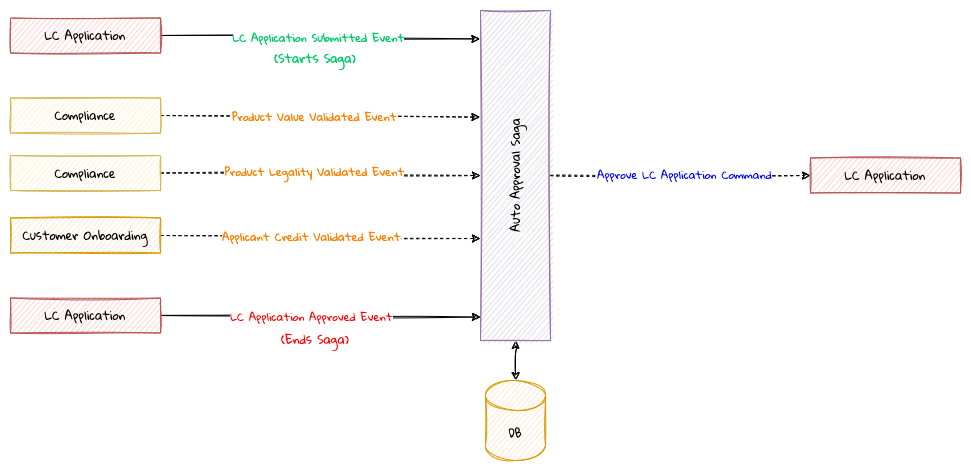 LC Application
LC Application Submitted Event
(Starts Saga)
Compliance
Product Value Validated Event
Compliance
Product Legality Validated Event
Auto Approval Saga
Approve LC Application Command
LC Application
Customer Onboarding
Applicant Credit Validated Event
LC Application
LC Application Approved Event
(Ends Saga)
DB